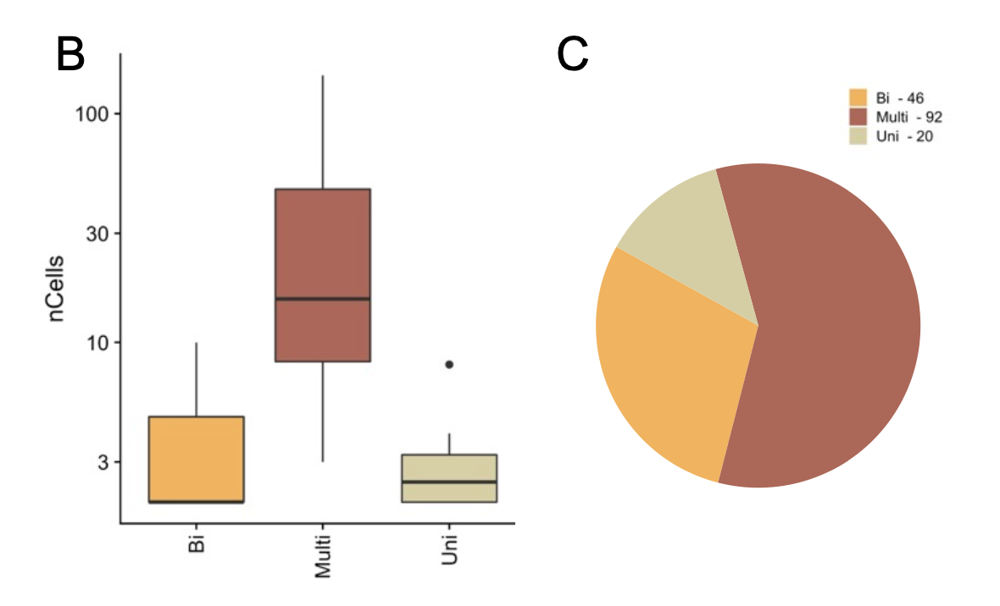 B
100
30
10
3
nCells
Bi
Multi
Uni
C
Bi - 46
Multi - 92
Uni - 20